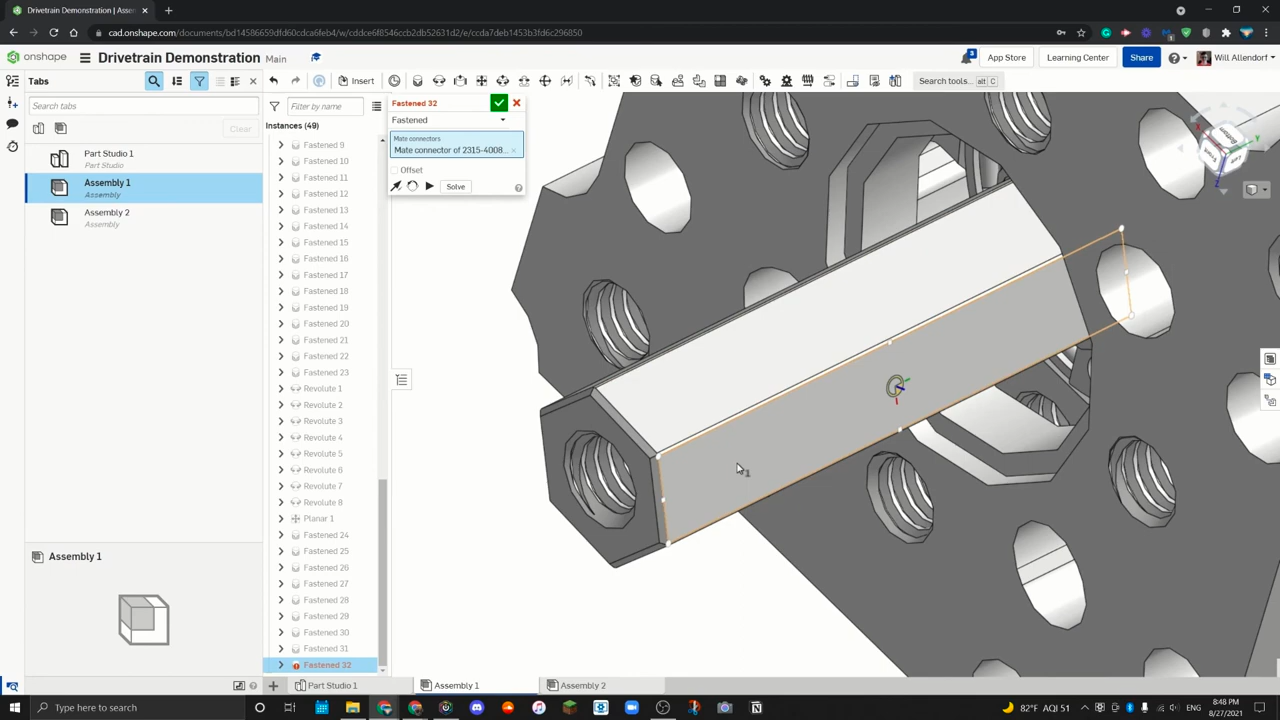 Drivetrain Demonstration | Assem
cad.onshape.com/documents/bd14586659dfd60cdca6feb4/w/cddce6f8546ccb2db52631d2/e/ccda7deb1453b3fd6c296850
onshape
Drivetrain Demonstration Main
3
App Store
Learning Center
Share
Will Allendorf
Tabs
Insert
Search tools...
alt C
Search tabs
Clear
Filter by name
Instances (49)
Part Studio 1
Part Studio
Assembly 1
Assembly
Assembly 2
Assembly
Fastened 32
Fastened
Mate connectors
Mate connector of 2315-4008...
Offset
Solve
Fastened 9
Fastened 10
Fastened 11
Fastened 12
Fastened 13
Fastened 14
Fastened 15
Fastened 16
Fastened 17
Fastened 18
Fastened 19
Fastened 20
Fastened 21
Fastened 22
Fastened 23
Revolute 1
Revolute 2
Revolute 3
Revolute 4
Revolute 5
Revolute 6
Revolute 7
Revolute 8
Planar 1
Fastened 24
Fastened 25
Fastened 26
Fastened 27
Fastened 28
Fastened 29
Fastened 30
Fastened 31
Fastened 32
Assembly 1
Part Studio 1
Assembly 1
Assembly 2
Type here to search
82°F AQI 51
8:48 PM
8/27/2021